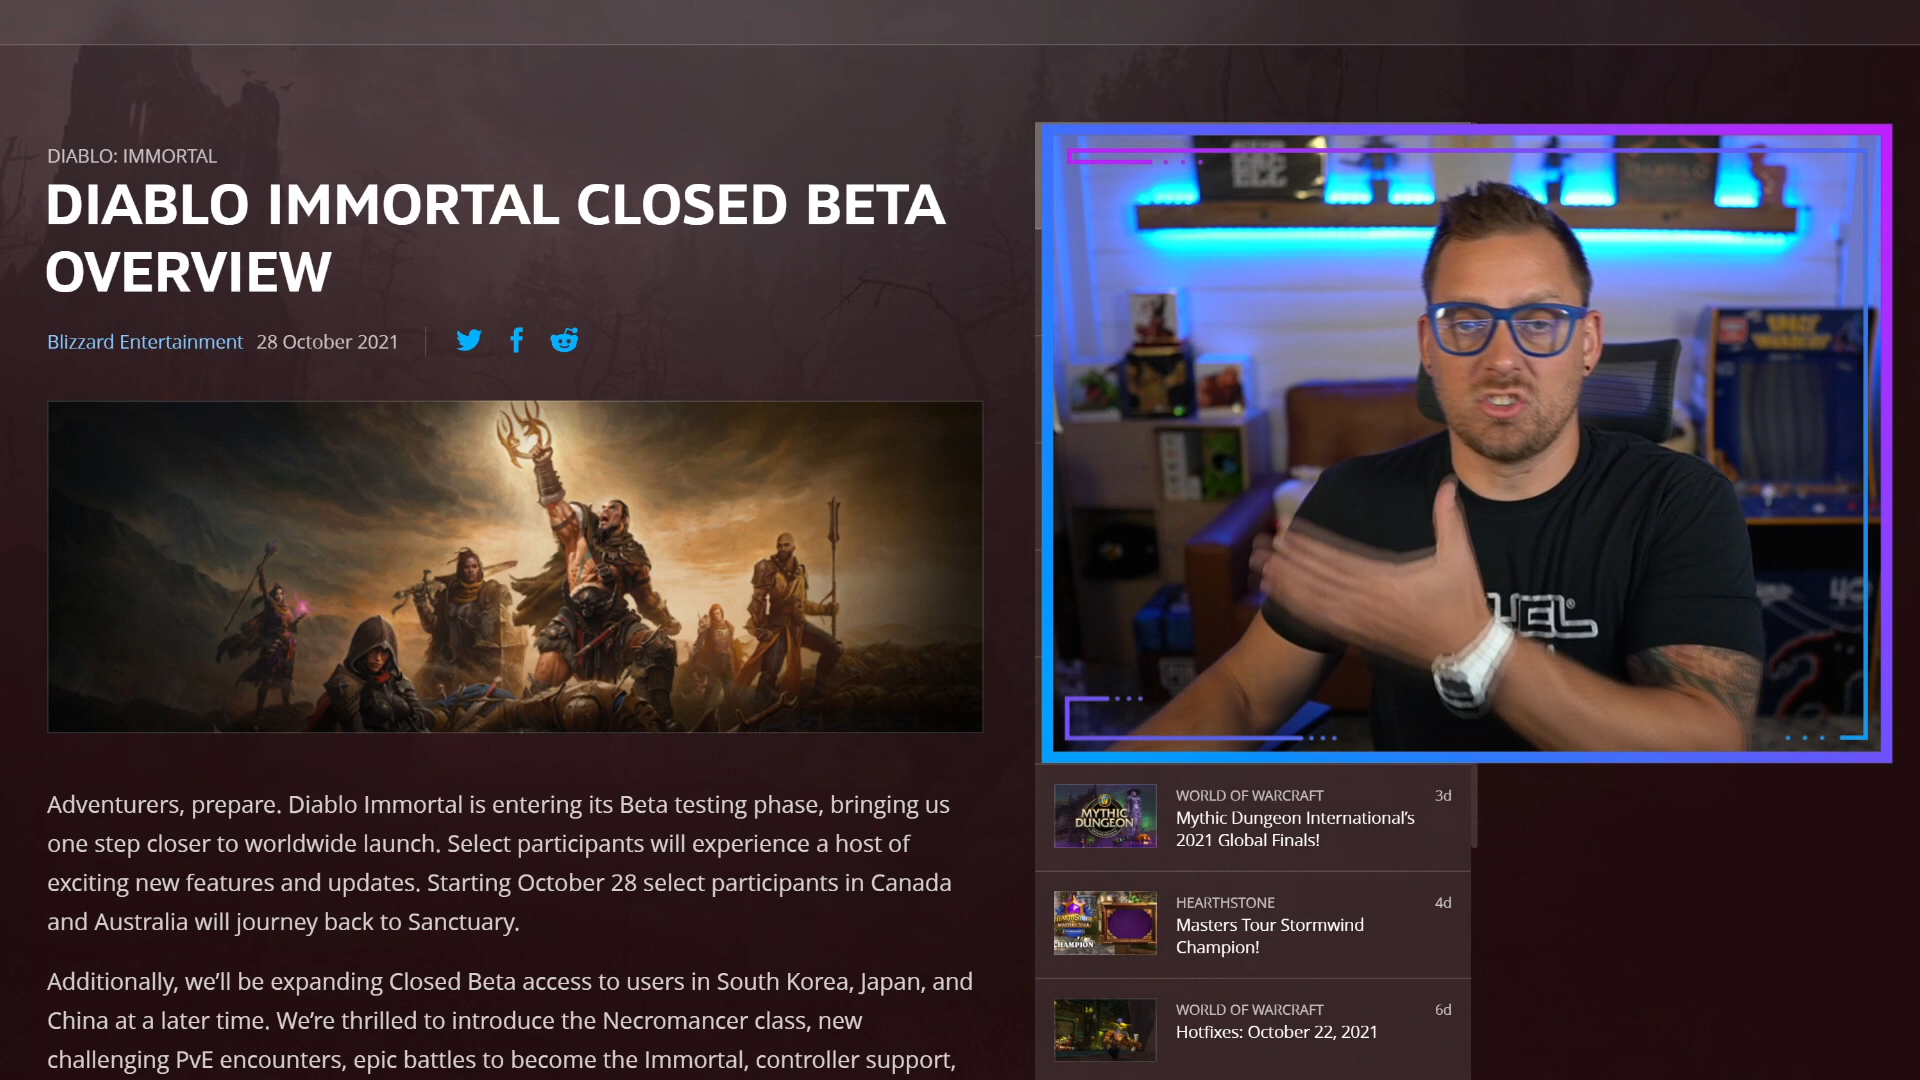 DIABLO: IMMORTAL
DIABLO IMMORTAL CLOSED BETA
OVERVIEW
Blizzard Entertainment 28 October 2021
Adventurers, prepare. Diablo Immortal is entering its Beta testing phase, bringing us
one step closer to worldwide launch. Select participants will experience a host of
exciting new features and updates. Starting October 28 select participants in Canada
and Australia will journey back to Sanctuary.
Additionally, we’ll be expanding Closed Beta access to users in South Korea, Japan, and
China at a later time. We’re thrilled to introduce the Necromancer class, new
challenging PvE encounters, epic battles to become the Immortal, controller support,
MYTHIC
DUNGEON
WORLD OF WARCRAFT 3d
Mythic Dungeon International’s
2021 Global Finals!
HEARTHSTONE
MASTERS TOUR
CHAMPION
HEARTHSTONE 4d
Masters Tour Stormwind
Champion!
WORLD OF WARCRAFT 6d
Hotfixes: October 22, 2021